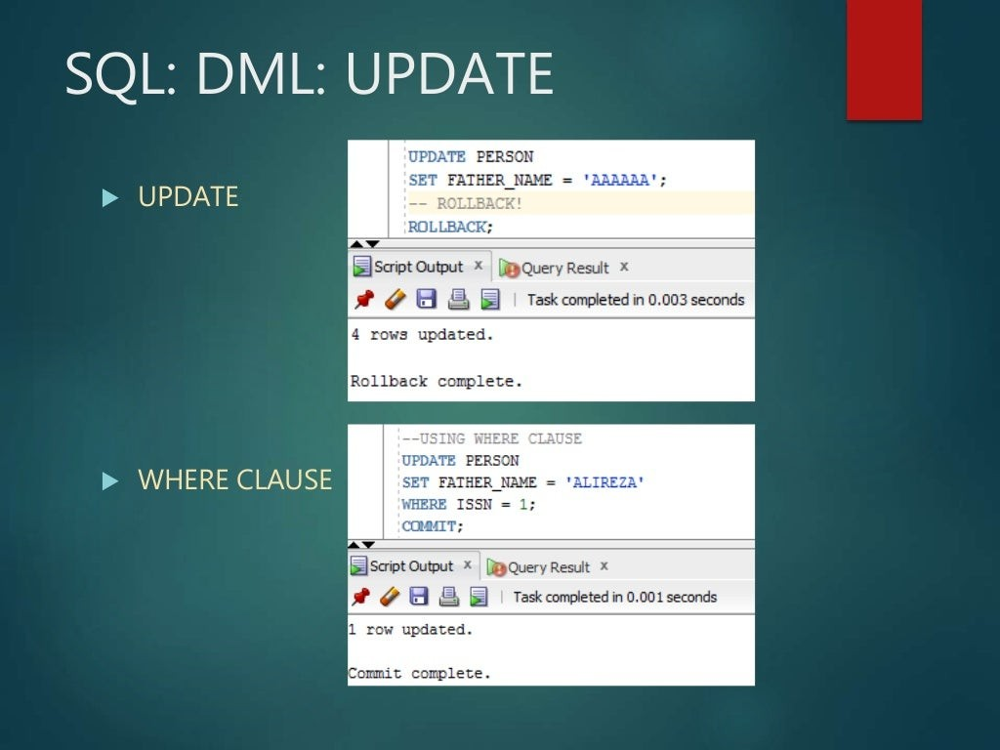 SQL: DML: UPDATE
UPDATE
UPDATE PERSON
SET FATHER_NAME = 'AAAAAA';
-- ROLLBACK!
ROLLBACK;
Script Output x Query Result x
Task completed in 0.003 seconds
4 rows updated.
Rollback complete.
WHERE CLAUSE
--USING WHERE CLAUSE
UPDATE PERSON
SET FATHER_NAME = 'ALIREZA'
WHERE ISSN = 1;
COMMIT;
Script Output x Query Result x
Task completed in 0.001 seconds
1 row updated.
Commit complete.